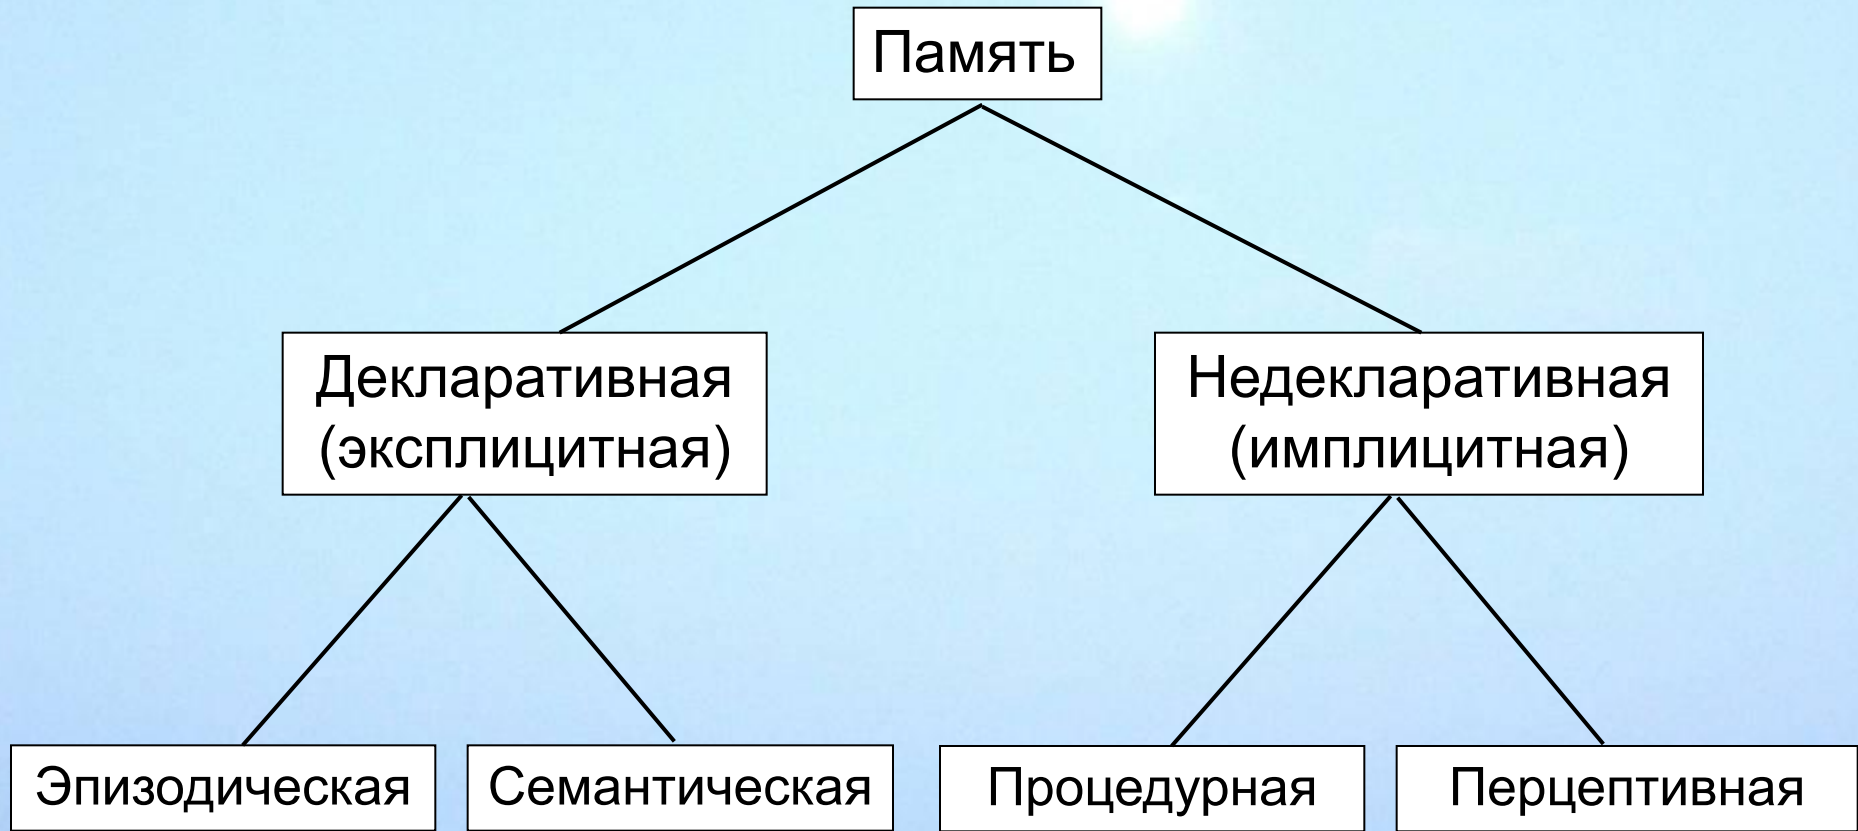 Память
Декларативная
(эксплицитная)
Недекларативная
(имплицитная)
Эпизодическая
Семантическая
Процедурная
Перцептивная